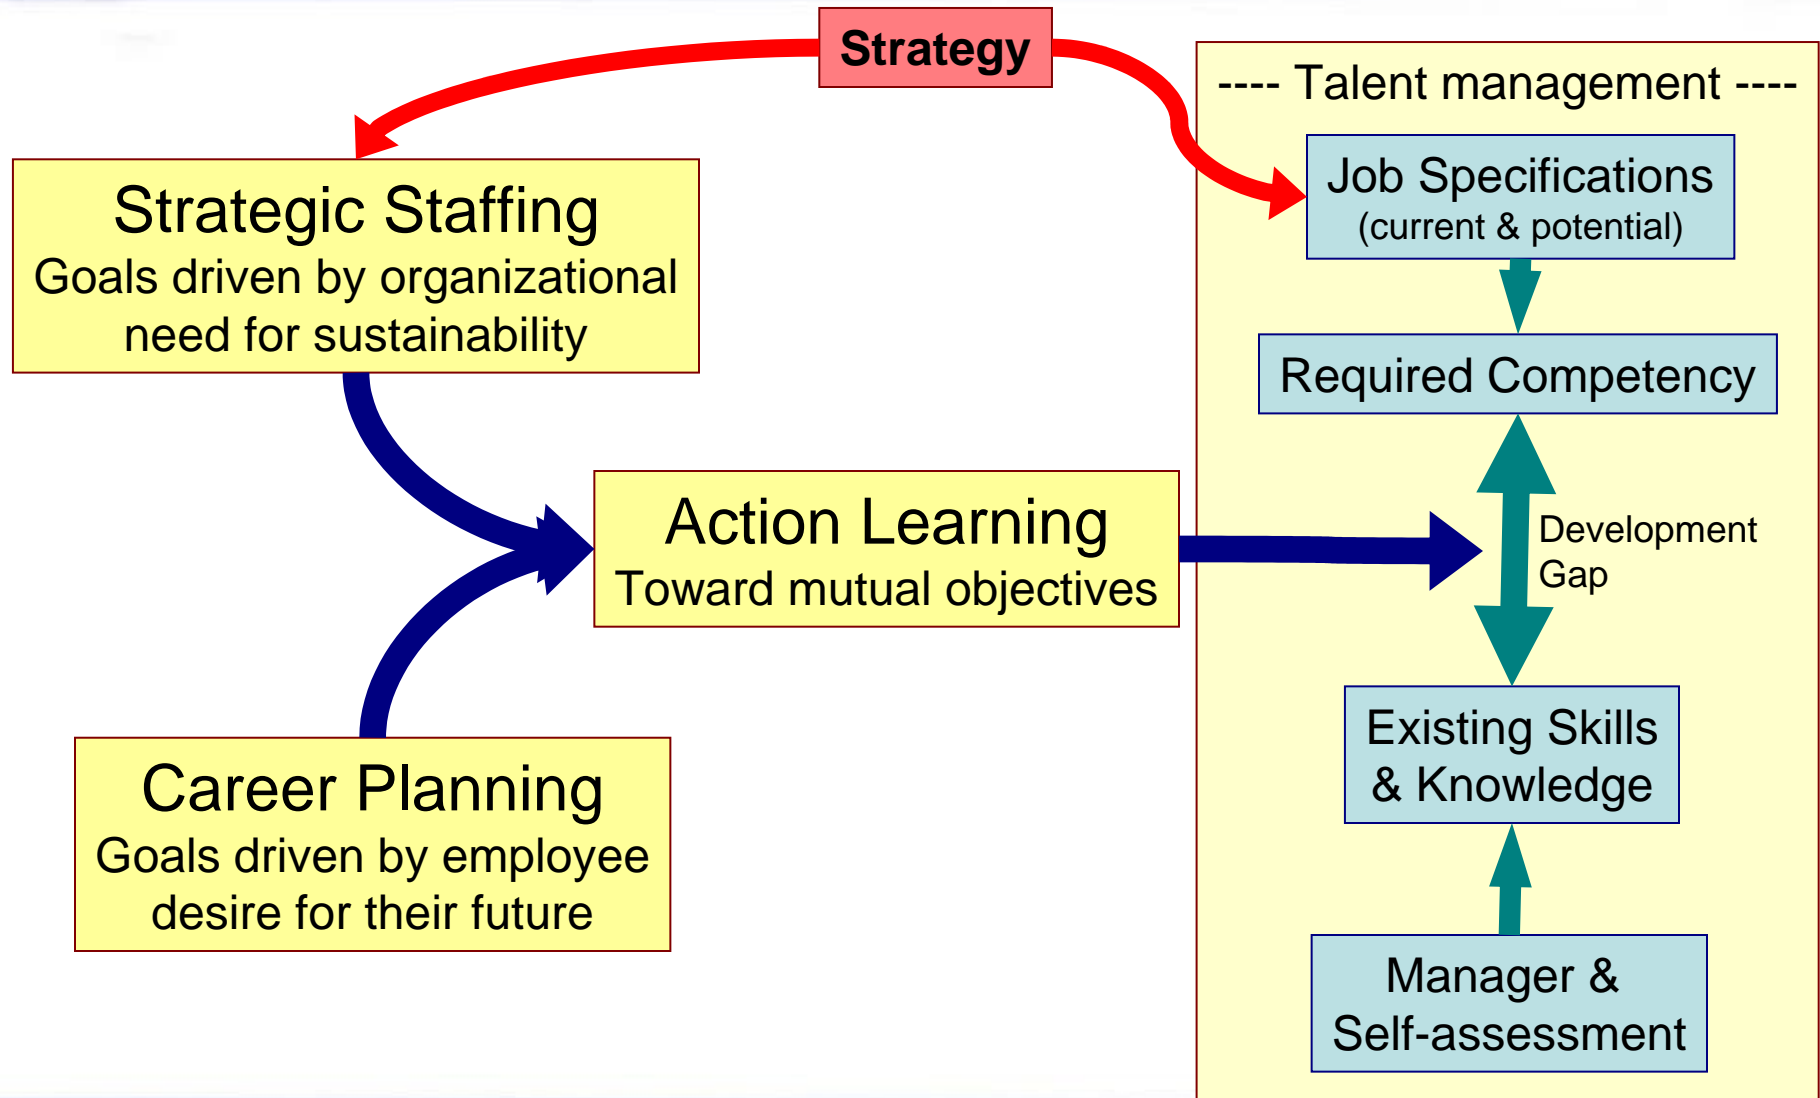 Strategy
---- Talent management ----
Strategic Staffing
Goals driven by organizational
need for sustainability
Job Specifications
(current & potential)
Required Competency
Action Learning
Toward mutual objectives
Development
Gap
Career Planning
Goals driven by employee
desire for their future
Existing Skills
& Knowledge
Manager &
Self-assessment